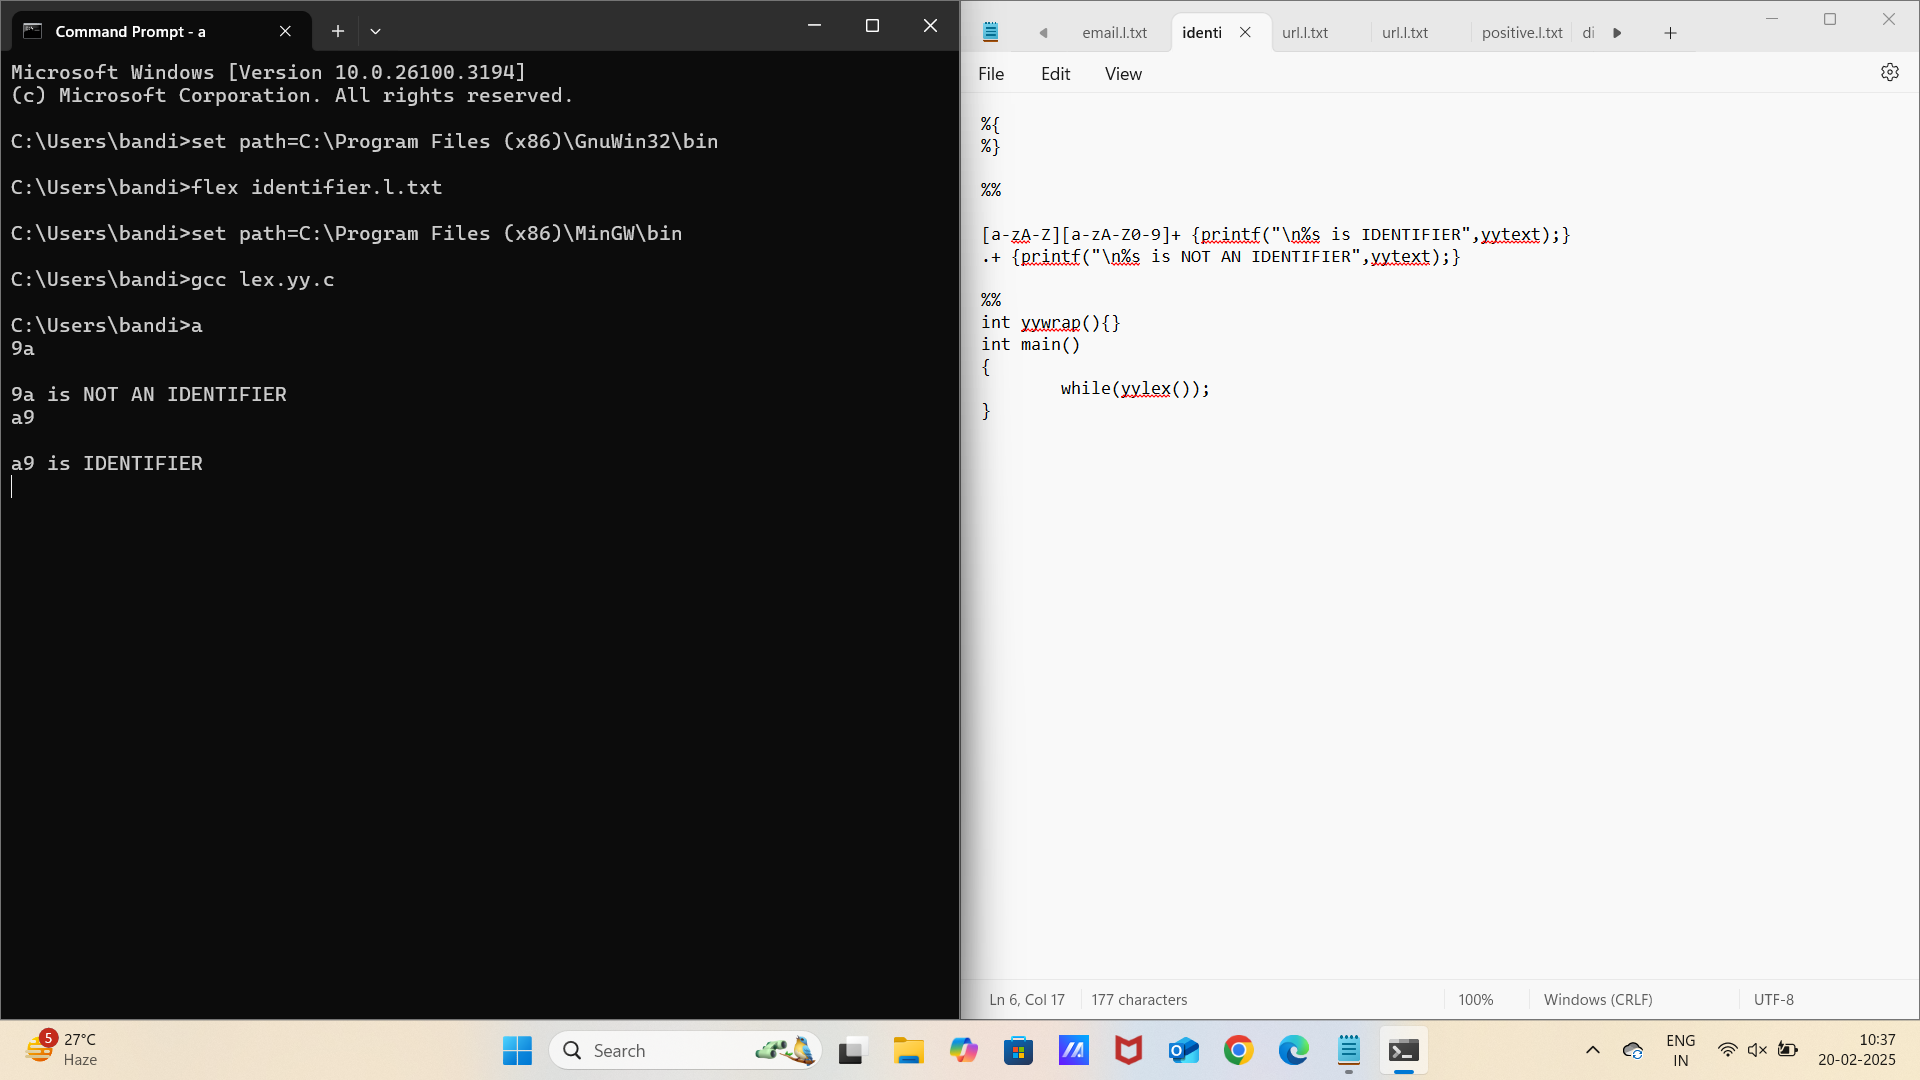 Command Prompt - a
Microsoft Windows [Version 10.0.26100.3194]
(c) Microsoft Corporation. All rights reserved.
C:\Users\bandi>set path=C:\Program Files (x86)\GnuWin32\bin
C:\Users\bandi>flex identifier.l.txt
C:\Users\bandi>set path=C:\Program Files (x86)\MinGW\bin
C:\Users\bandi>gcc lex.yy.c
C:\Users\bandi>a
9a
9a is NOT AN IDENTIFIER
a9
a9 is IDENTIFIER
email.l.txt
identi
url.l.txt
url.l.txt
positive.l.txt
di
File Edit View
%{
%}
%%
[a-zA-Z][a-zA-Z0-9]+ {printf("\n%s is IDENTIFIER",yytext);}
.+ {printf("\n%s is NOT AN IDENTIFIER",yytext);}
%%
int yywrap(){}
int main()
{
while(yylex());
}
Ln 6, Col 17 177 characters 100% Windows (CRLF) UTF-8
5
27°C
Haze
Search
ENG
IN
10:37
20-02-2025